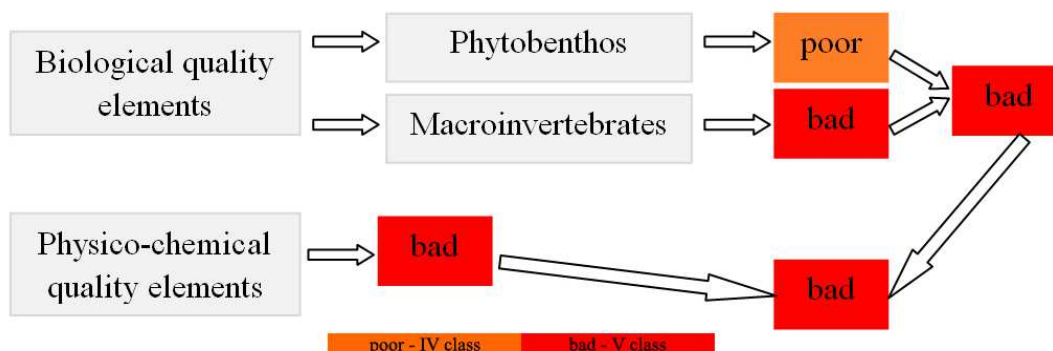 Biological quality
elements
Phytobenthos
poor
Macroinvertebrates
bad
bad
Physico-chemical
quality elements
bad
bad
poor - IV class
bad - V class